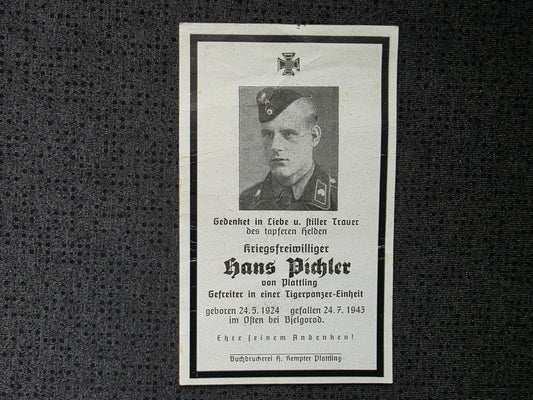 Gedenket in Liebe u. stiller Trauer
des tapferen Helden
Kriegsfreiwilliger
Hans Pichler
von Plattling
Gefreiter in einer Tigerpanzer-Einheit
geboren 24. 5. 1924 gefallen 24. 7. 1943
im Osten bei Bjelgorod.
Ehre seinem Andenken!
Buchdruckerei H. Kempter Plattling